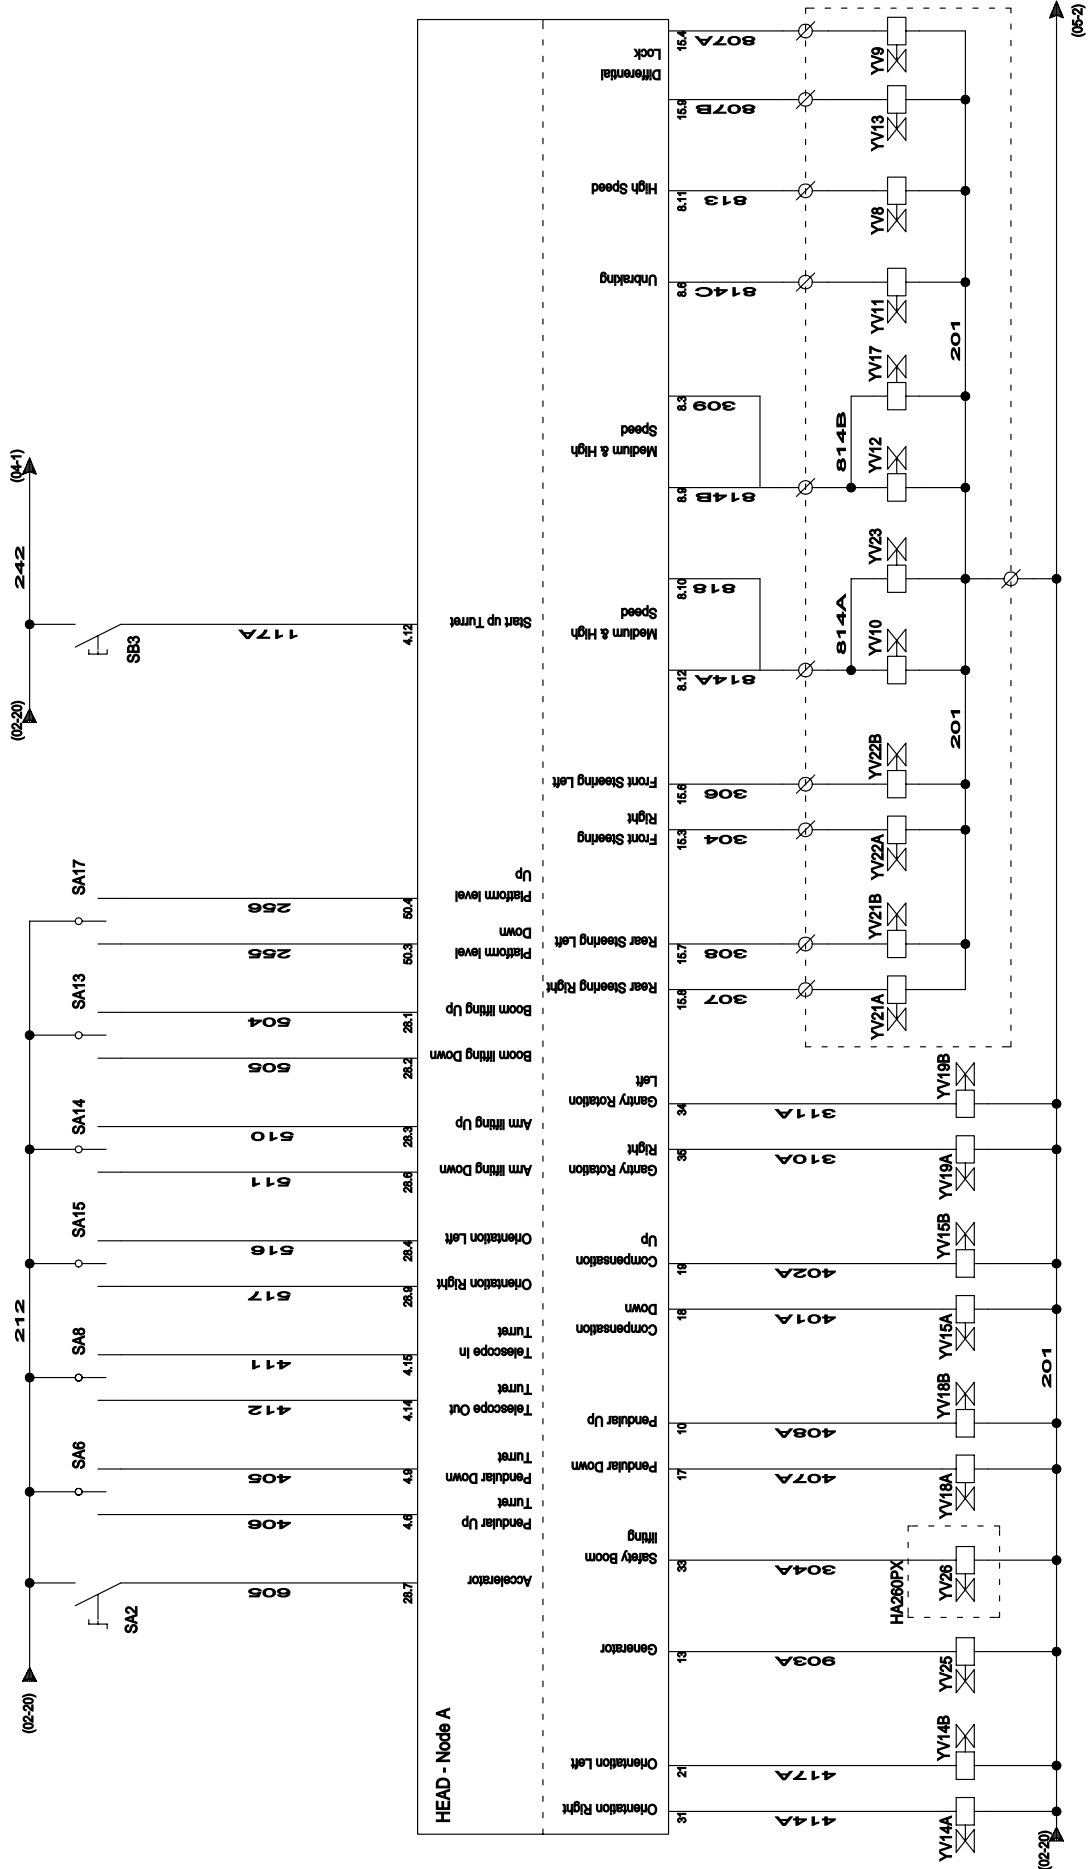 (02-20)
212
SA2
605
28.7
Accelerator
SA6
406
4.6
Pendular Up
Turret
405
4.9
Pendular Down
Turret
SA8
412
4.14
Telescope Out
Turret
411
4.15
Telescope In
Turret
SA15
517
28.9
Orientation Right
516
28.4
Orientation Left
SA14
511
28.6
Arm lifting Down
510
28.3
Arm lifting Up
SA13
505
28.2
Boom lifting Down
504
28.1
Boom lifting Up
SA17
255
50.3
Platform level
Down
256
50.4
Platform level
Up
(02-20)
242
(04-1)
SB3
117A
4.12
Start up Turret
HEAD - Node A
Orientation Right
31
414A
YV14A
Orientation Left
21
417A
YV14B
Generator
13
903A
YV25
Safety Boom
lifting
33
304A
HA260PX
YV26
Pendular Down
17
407A
YV18A
Pendular Up
10
408A
YV18B
Compensation
Down
18
401A
YV15A
Compensation
Up
19
402A
YV15B
Gantry Rotation
Right
35
310A
YV19A
Gantry Rotation
Left
34
311A
YV19B
Rear Steering Right
15.8
307
YV21A
Rear Steering Left
15.7
308
YV21B
Front Steering
Right
15.3
304
YV22A
Front Steering Left
15.6
306
YV22B
Medium & High
Speed
8.12
814A
8.10
818
814A
YV10
YV23
Medium & High
Speed
8.9
814B
8.3
309
814B
YV12
YV17
Unbraking
8.6
814C
YV11
High Speed
8.11
813
YV8
Differential
Lock
15.9
807B
YV13
15.4
807A
YV9
201
201
(02-20)
201
(05-2)